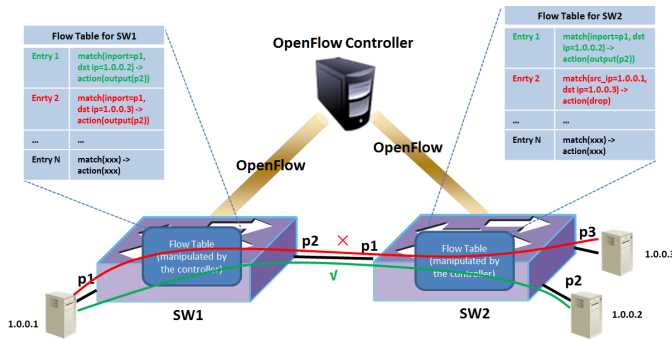 Flow Table for SW1
Entry 1
match(inport=p1,
dst ip=1.0.0.2) ->
action(output(p2))
Enrty 2
match(inport=p1,
dst ip=1.0.0.3) ->
action(output(p2))
...
...
Entry N
match(xxx) ->
action(xxx)
OpenFlow Controller
Flow Table for SW2
Entry 1
match(inport=p1,
dst ip=1.0.0.2) ->
action(output(p2))
Enrty 2
match(src_ip=1.0.0.1,
dst ip=1.0.0.3) ->
action(drop)
...
...
Entry N
match(xxx) ->
action(xxx)
OpenFlow
OpenFlow
p1
Flow Table
(manipulated by
the controller)
p2
×
√
p1
Flow Table
(manipulated by
the controller)
p3
p2
1.0.0.3
1.0.0.1
SW1
SW2
1.0.0.2